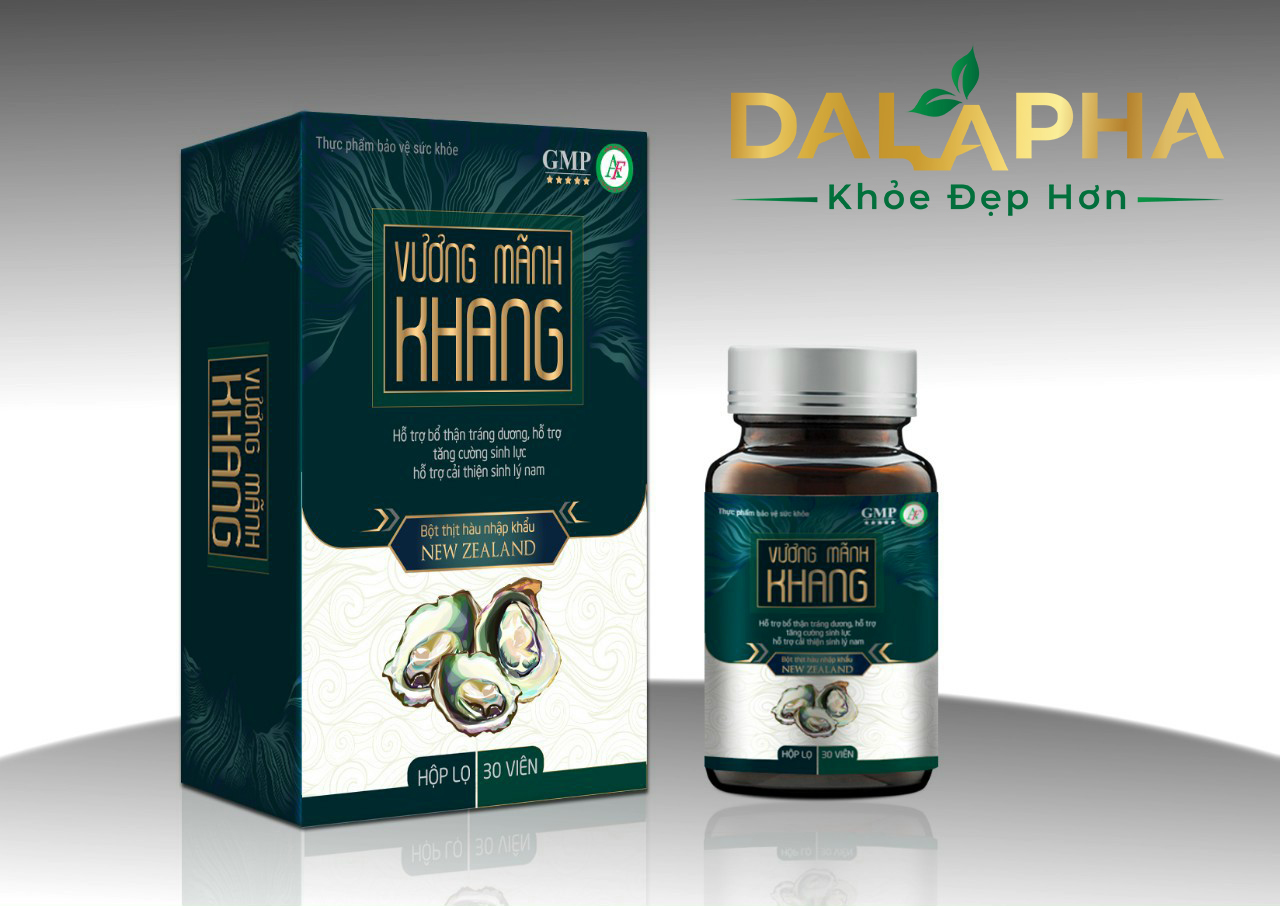 DALAPHA
Khỏe Đẹp Hơn
Thực phẩm bảo vệ sức khỏe
GMP
AF
VƯƠNG MÃNH
KHANG
Hỗ trợ bổ thận tráng dương, hỗ trợ
tăng cường sinh lực
hỗ trợ cải thiện sinh lý nam
Bột thịt hàu nhập khẩu
NEW ZEALAND
HỘP LỌ 30 VIÊN
VƯƠNG MÃNH
KHANG
Thực phẩm bảo vệ sức khỏe
GMP
AF
VƯƠNG MÃNH
KHANG
Hỗ trợ bổ thận tráng dương, hỗ trợ
tăng cường sinh lực
hỗ trợ cải thiện sinh lý nam
Bột thịt hàu nhập khẩu
NEW ZEALAND
HỘP LỌ 30 VIÊN